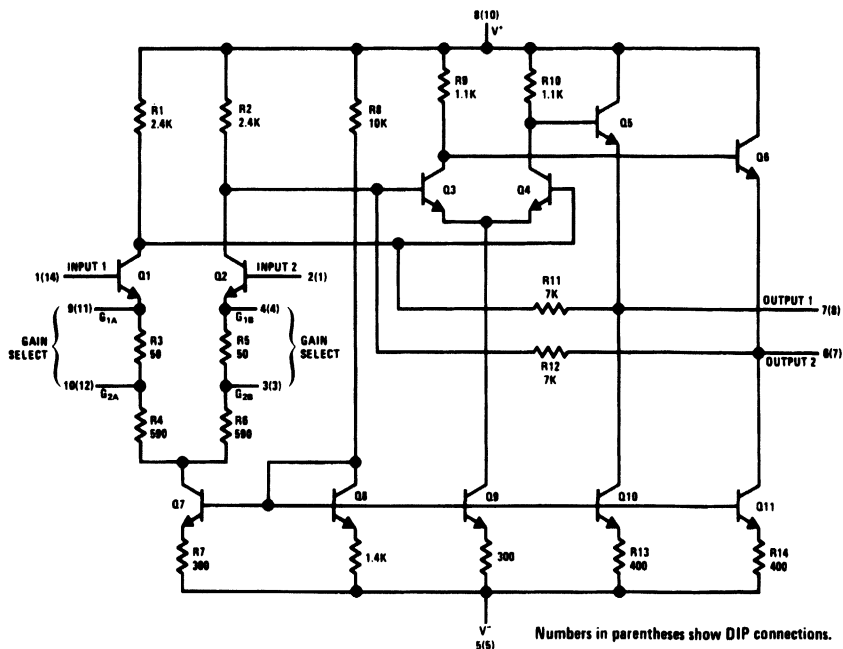 8(10)
V+
R1
2.4K
R2
2.4K
R8
10K
R9
1.1K
R10
1.1K
Q5
Q6
Q3
Q4
1(14)
INPUT 1
Q1
Q2
INPUT 2
2(1)
9(11)
G1A
4(4)
G1B
GAIN
SELECT
R3
50
R5
50
GAIN
SELECT
10(12)
G2A
3(3)
G2B
R4
590
R6
590
R11
7K
OUTPUT 1
7(8)
R12
7K
OUTPUT 2
6(7)
Q7
Q8
Q9
Q10
Q11
R7
300
1.4K
300
R13
400
R14
400
V-
5(5)
Numbers in parentheses show DIP connections.